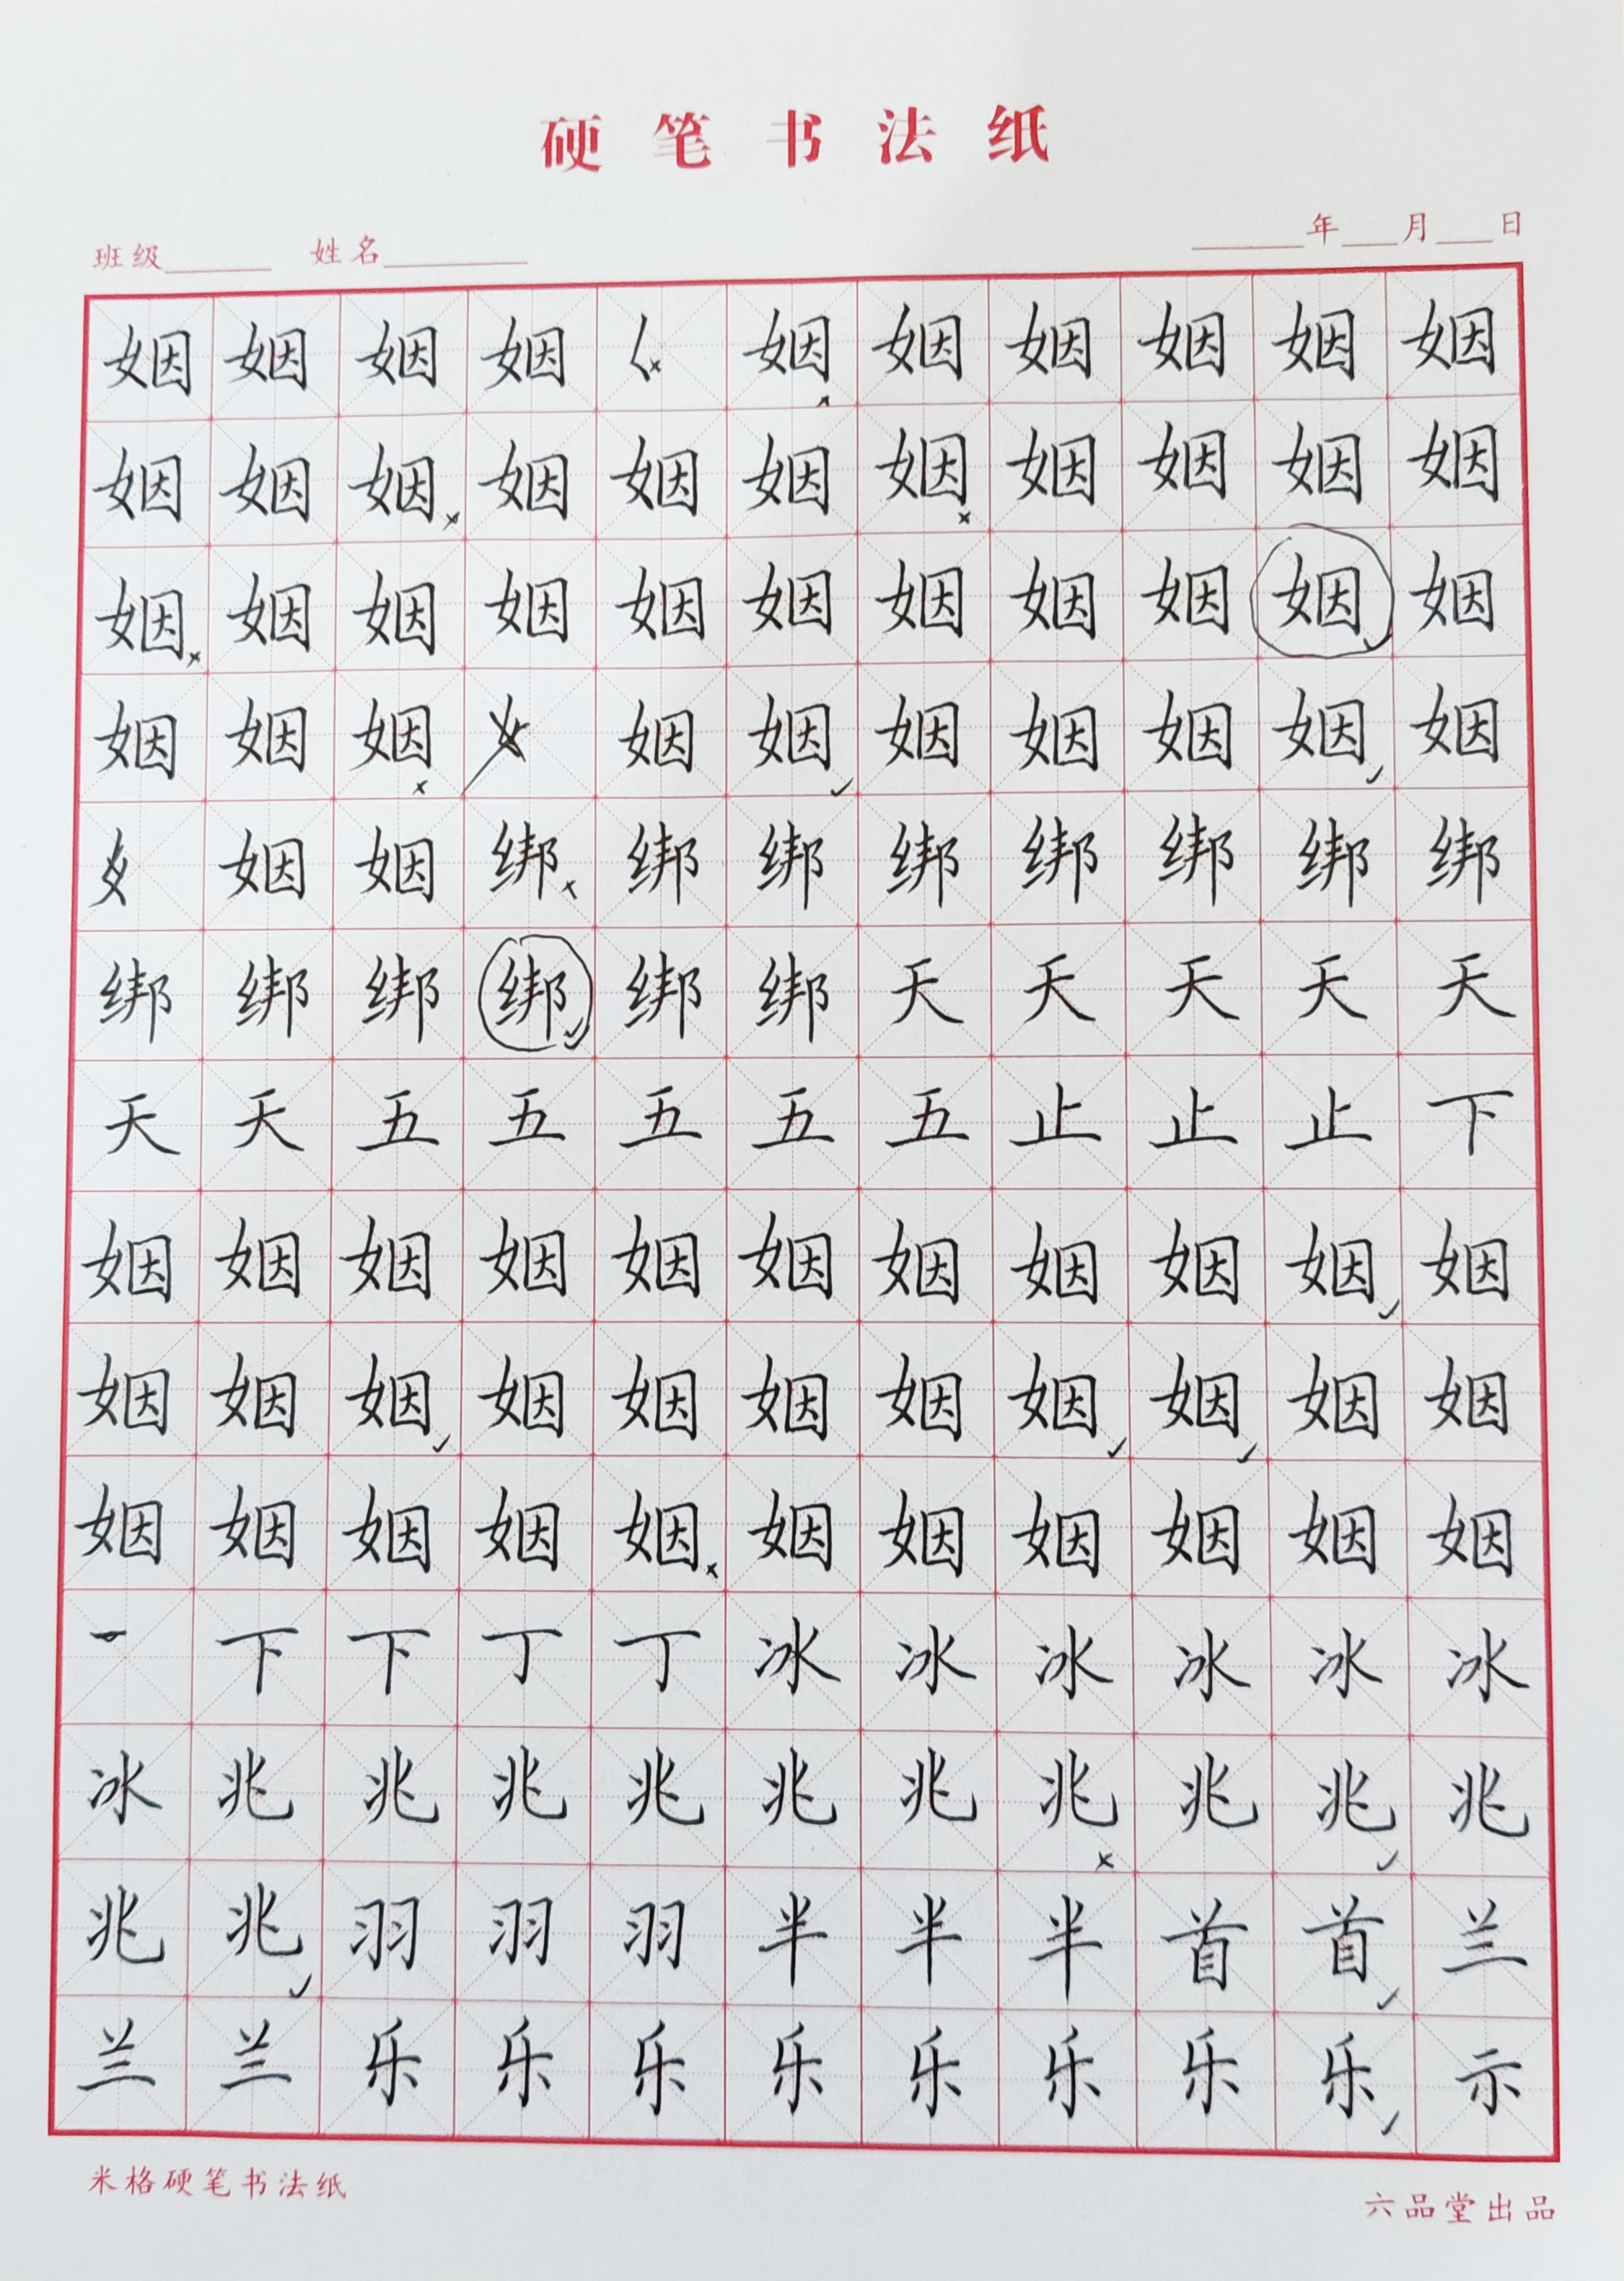 硬笔书法纸
班级______ 姓名________ ______年___月___日
姻姻姻姻姻姻姻姻姻姻
姻姻姻姻姻姻姻姻姻姻姻
姻姻姻姻姻姻姻姻姻姻姻
姻姻姻女姻姻姻姻姻姻姻
姻姻绑绑绑绑绑绑绑绑
绑绑绑绑绑绑天天天天天
天天五五五五五止止止下
姻姻姻姻姻姻姻姻姻姻姻
姻姻姻姻姻姻姻姻姻姻姻
姻姻姻姻姻姻姻姻姻姻姻
一下下丁丁冰冰冰冰冰冰
冰兆兆兆兆兆兆兆兆兆兆
兆兆羽羽羽半半半首首兰
兰兰乐乐乐乐乐乐乐乐示
米格硬笔书法纸 六品堂出品